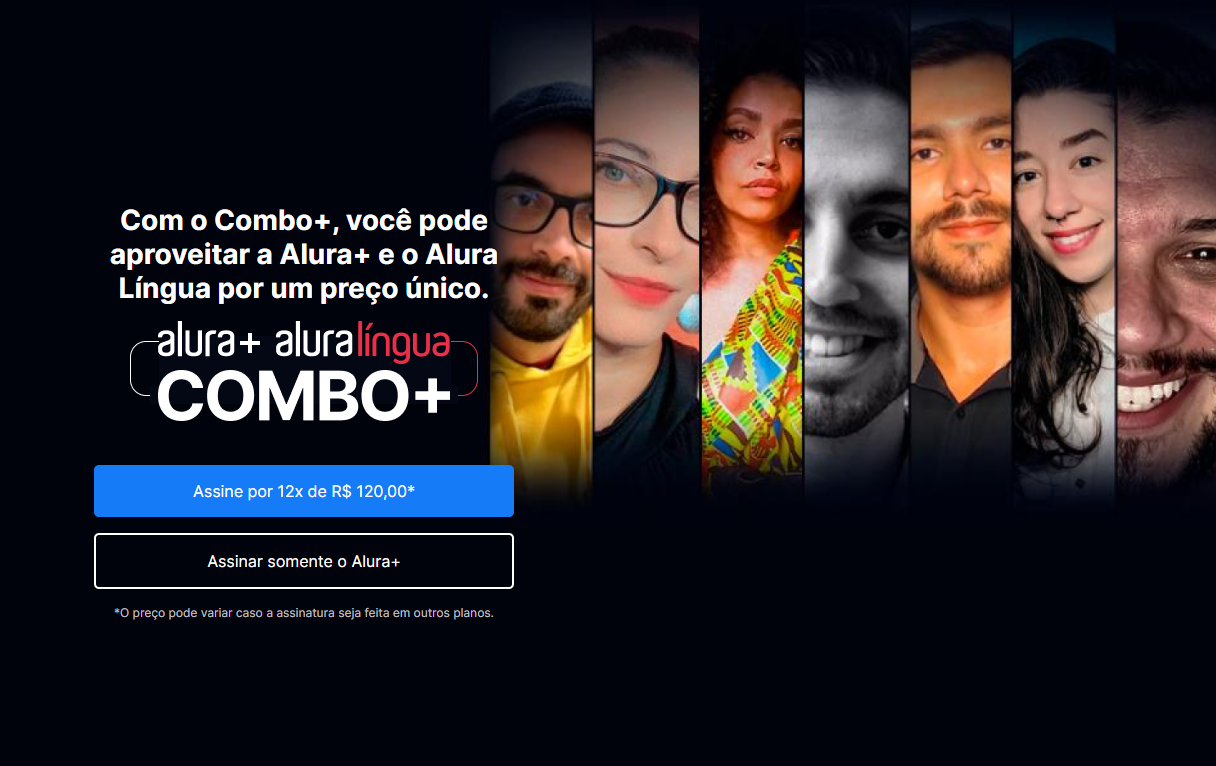 Com o Combo+, você pode
aproveitar a Alura+ e o Alura
Língua por um preço único.
alura+ aluralíngua
COMBO+
Assine por 12x de R$ 120,00*
Assinar somente o Alura+
*O preço pode variar caso a assinatura seja feita em outros planos.